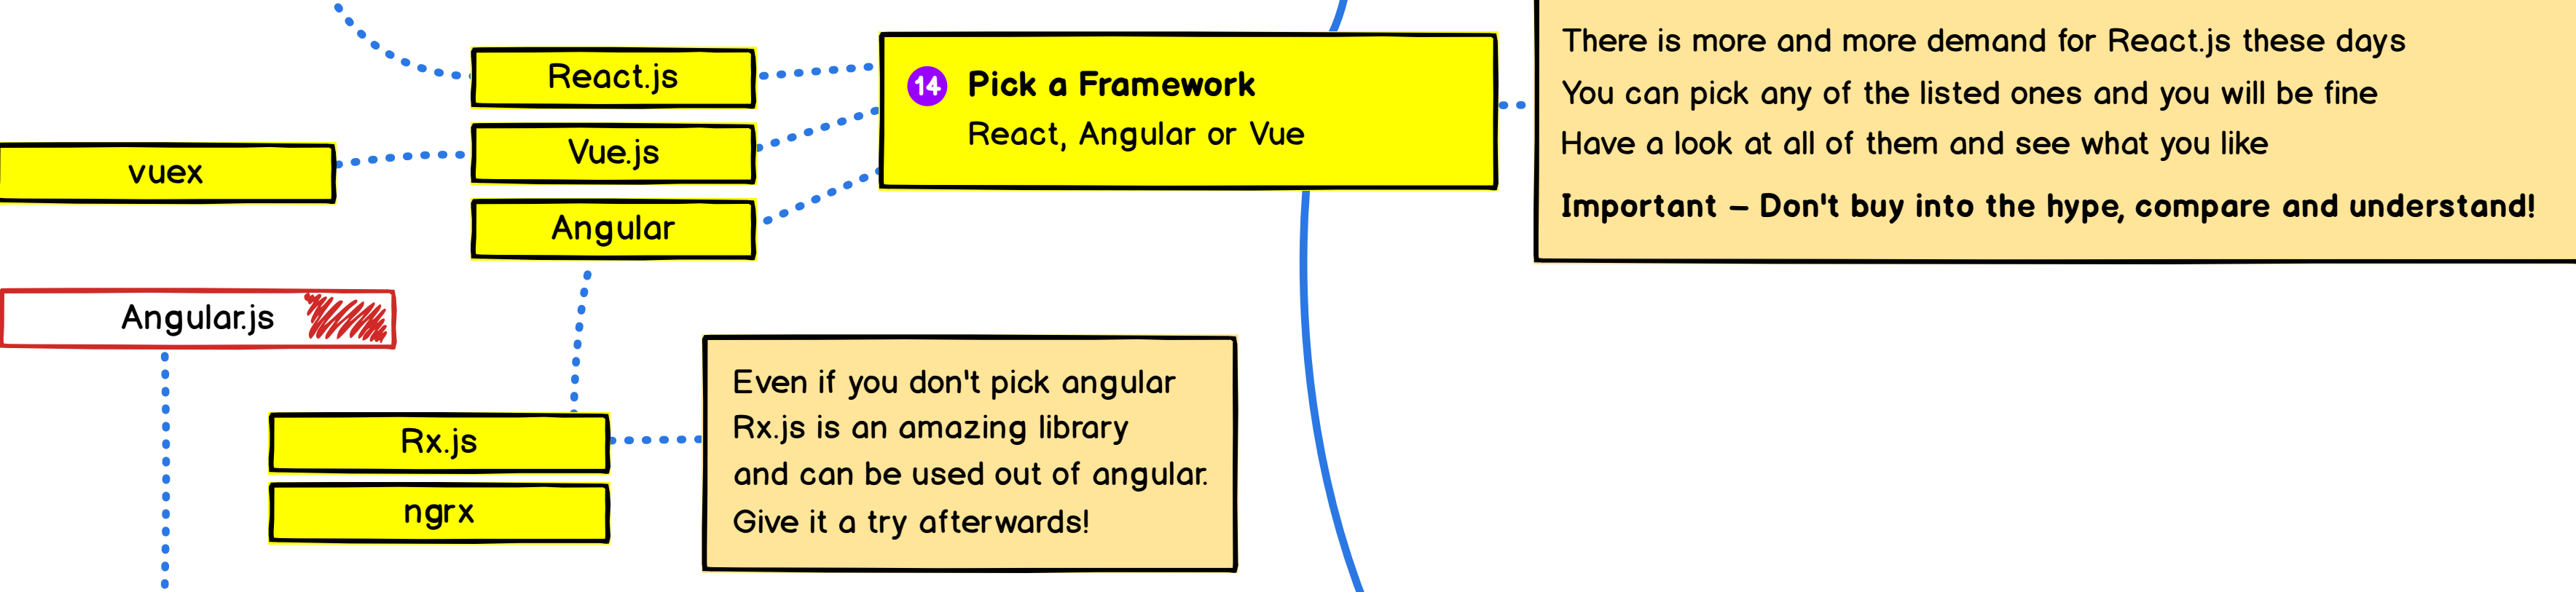 React.js
Vue.js
Angular
vuex
14 Pick a Framework
React, Angular or Vue
There is more and more demand for React.js these days
You can pick any of the listed ones and you will be fine
Have a look at all of them and see what you like
Important – Don't buy into the hype, compare and understand!
Angular.js
Rx.js
ngrx
Even if you don't pick angular
Rx.js is an amazing library
and can be used out of angular.
Give it a try afterwards!